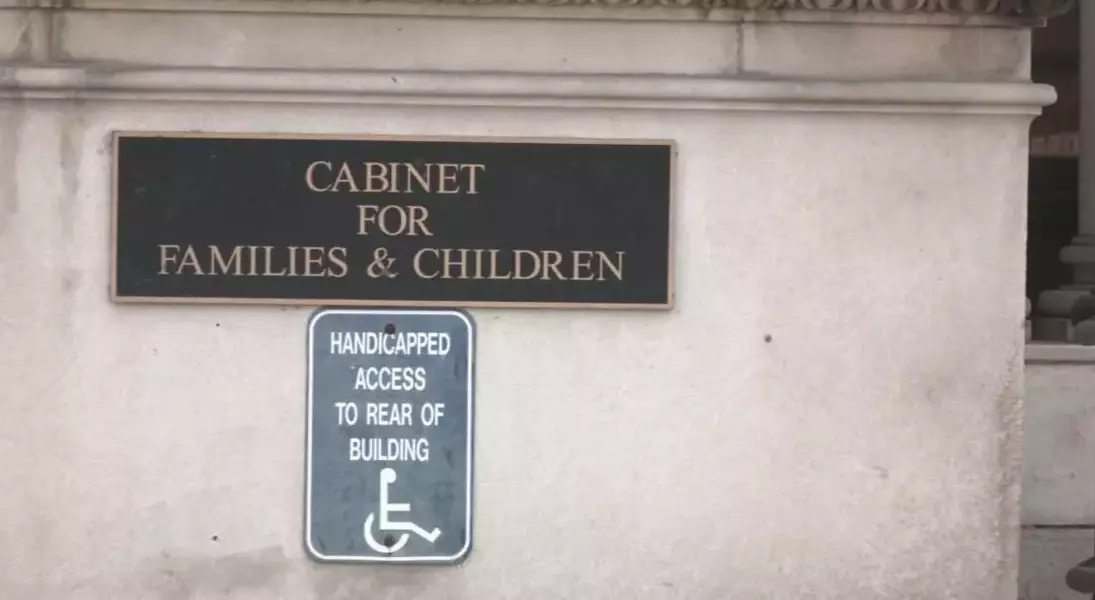 CABINET
FOR
FAMILIES & CHILDREN
HANDICAPPED
ACCESS
TO REAR OF
BUILDING